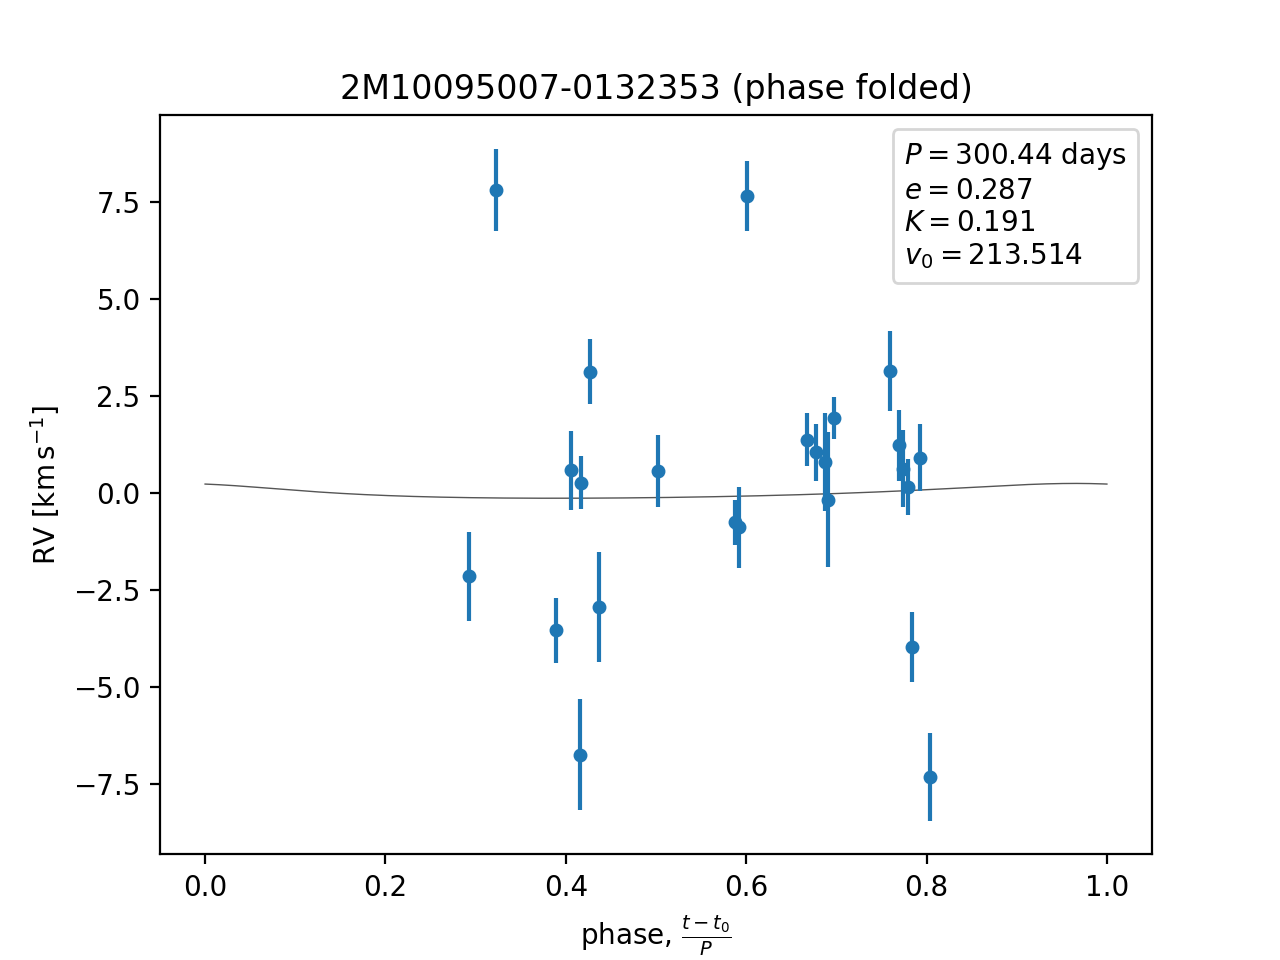 2M10095007-0132353 (phase folded)
P = 300.44 days
e = 0.287
K = 0.191
v₀ = 213.514
7.5
5.0
2.5
0.0
−2.5
−5.0
−7.5
RV [km s⁻¹]
0.0 0.2 0.4 0.6 0.8 1.0
phase, (t − t₀)/P